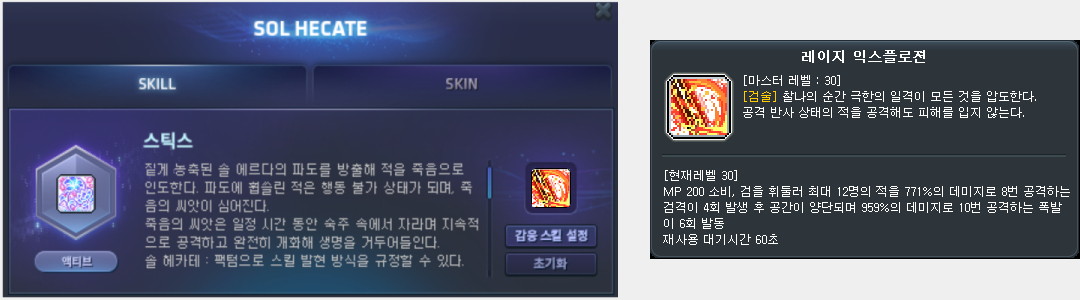 SOL HECATE
SKILL
SKIN
스틱스
짙게 농축된 솔 에르다의 파도를 방출해 적을 죽음으로
인도한다. 파도에 휩쓸린 적은 행동 불가 상태가 되며, 죽
음의 씨앗이 심어진다.
죽음의 씨앗은 일정 시간 동안 숙주 속에서 자라며 지속적
으로 공격하고 완전히 개화해 생명을 거두어들인다.
솔 헤카테 : 팩텀으로 스킬 발현 방식을 규정할 수 있다.
액티브
감응 스킬 설정
초기화
레이지 익스플로젼
[마스터 레벨 : 30]
[검술] 찰나의 순간 극한의 일격이 모든 것을 압도한다.
공격 반사 상태의 적을 공격해도 피해를 입지 않는다.
[현재레벨 30]
MP 200 소비, 검을 휘둘러 최대 12명의 적을 771%의 데미지로 8번 공격하는
검격이 4회 발생 후 공간이 양단되며 959%의 데미지로 10번 공격하는 폭발
이 6회 발동
재사용 대기시간 60초